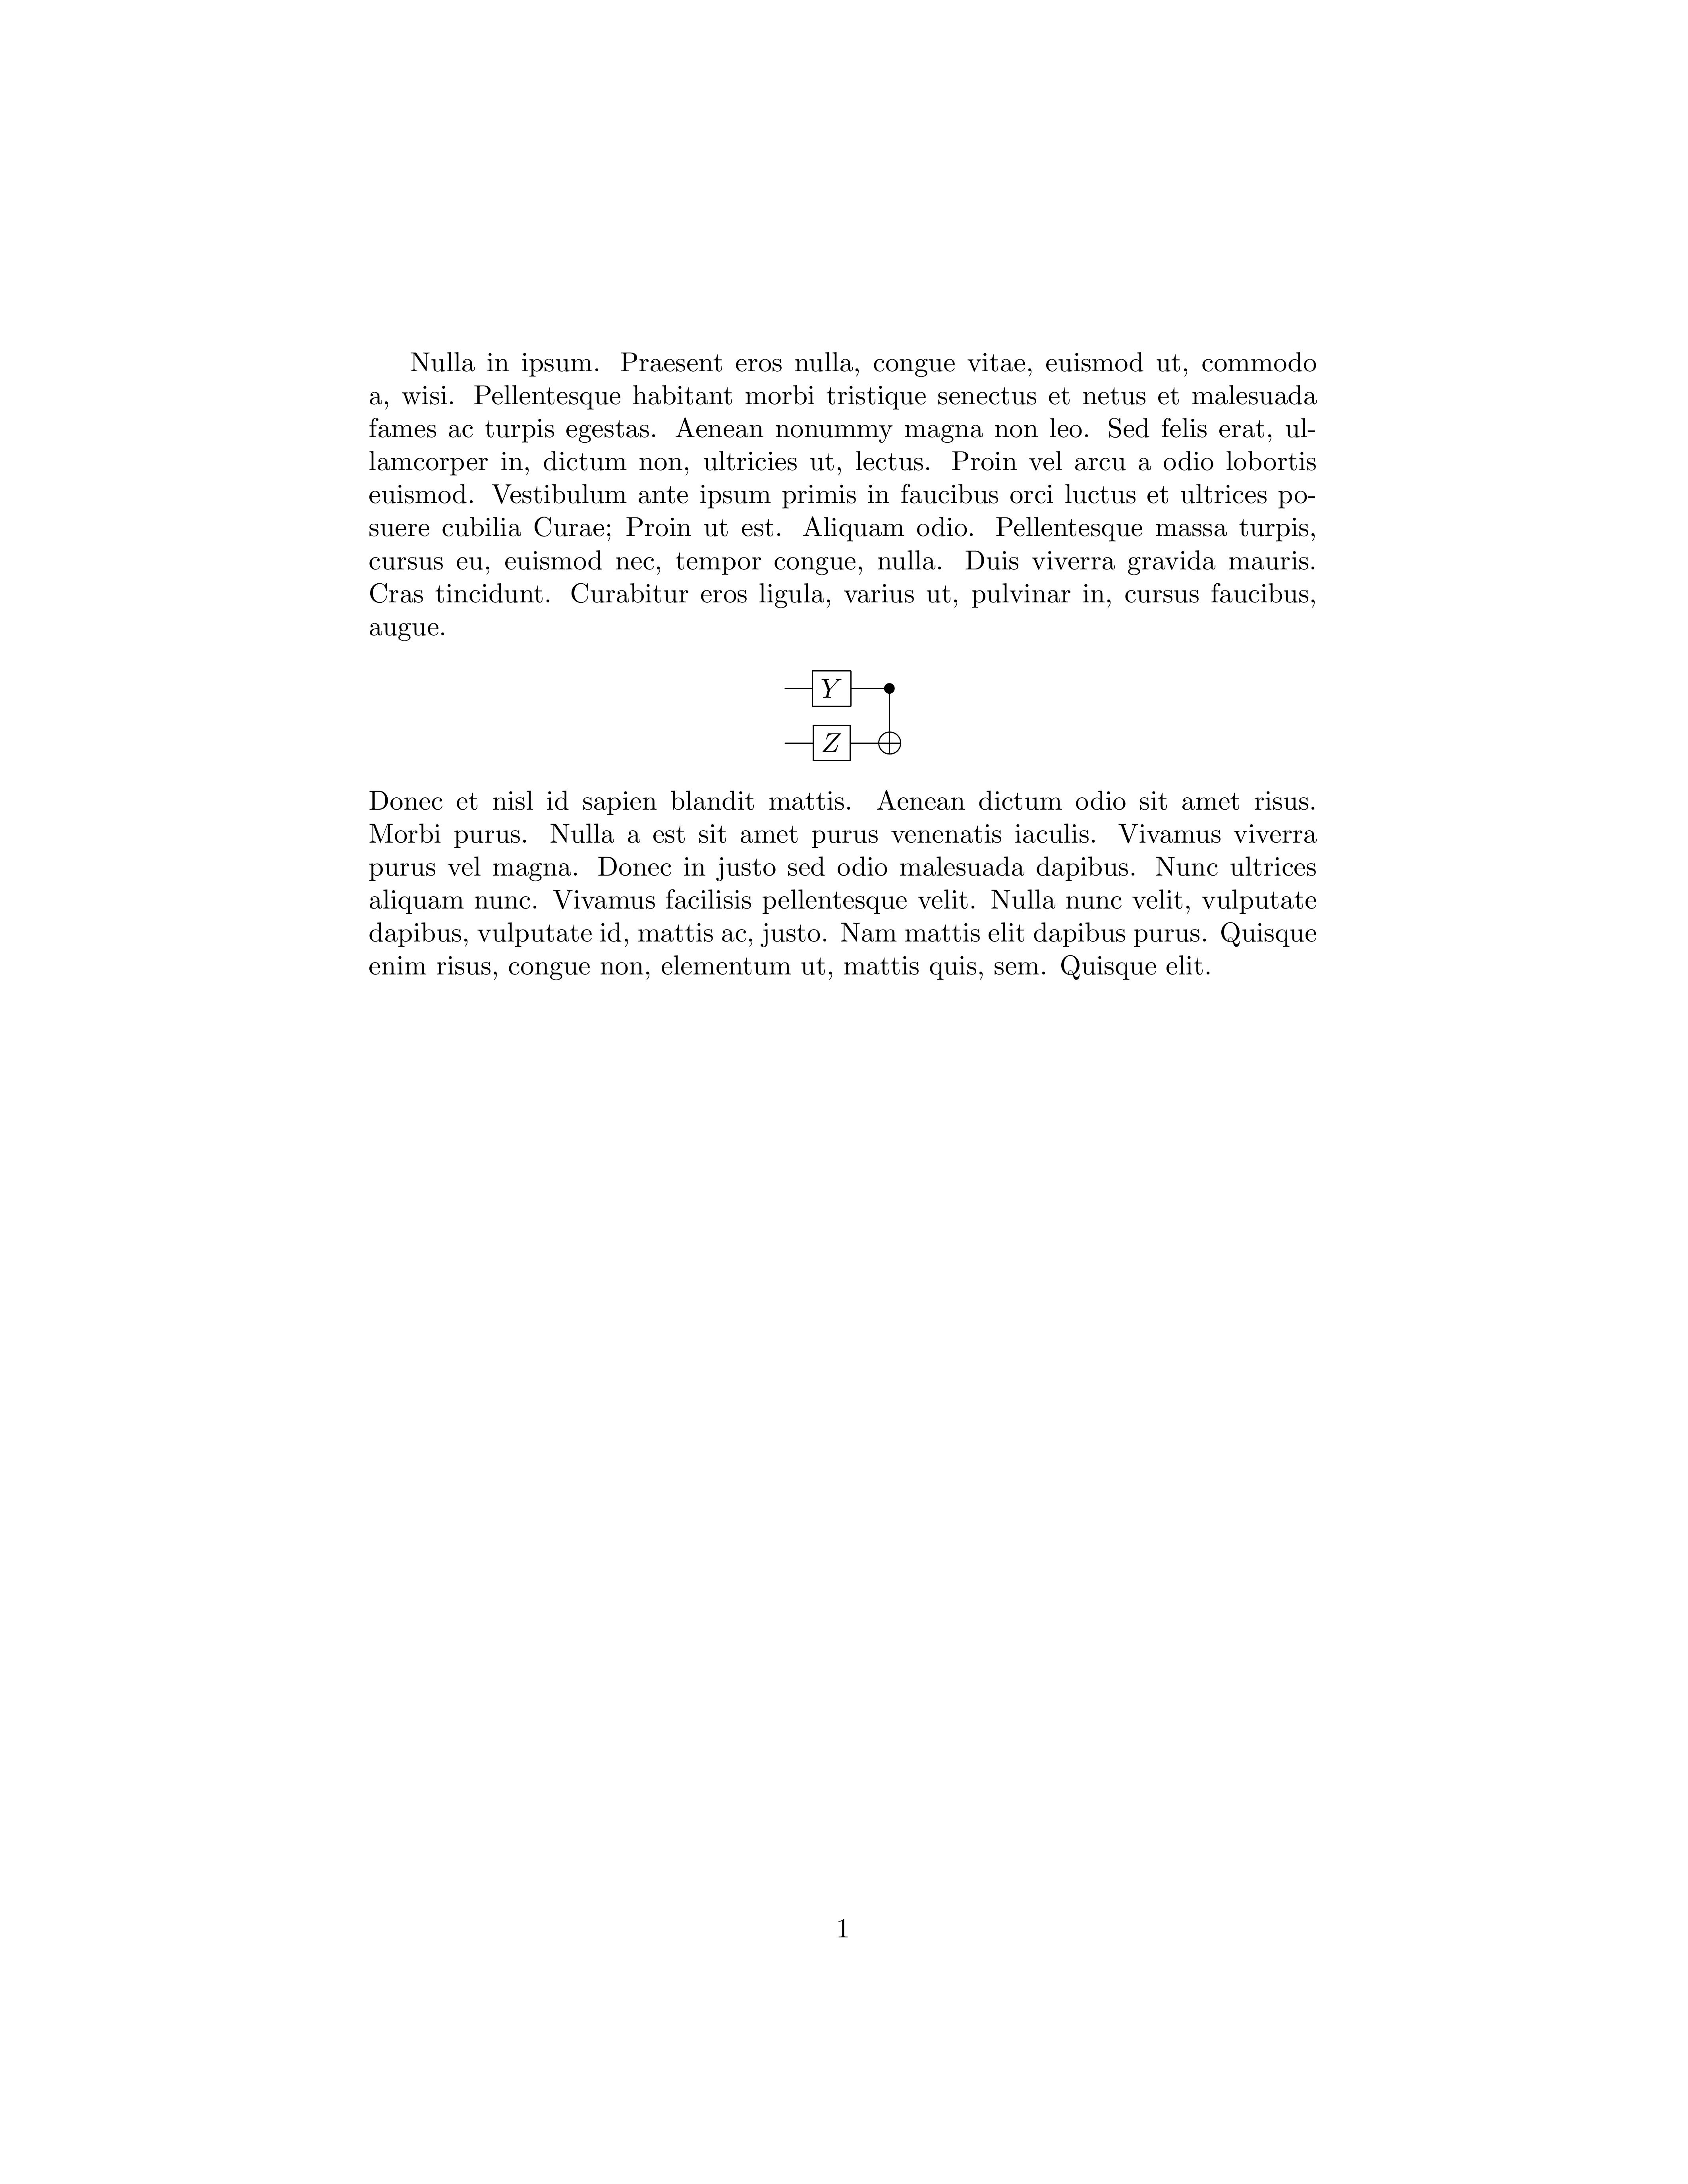 Nulla in ipsum. Praesent eros nulla, congue vitae, euismod ut, commodo
a, wisi. Pellentesque habitant morbi tristique senectus et netus et malesuada
fames ac turpis egestas. Aenean nonummy magna non leo. Sed felis erat, ul-
lamcorper in, dictum non, ultricies ut, lectus. Proin vel arcu a odio lobortis
euismod. Vestibulum ante ipsum primis in faucibus orci luctus et ultrices po-
suere cubilia Curae; Proin ut est. Aliquam odio. Pellentesque massa turpis,
cursus eu, euismod nec, tempor congue, nulla. Duis viverra gravida mauris.
Cras tincidunt. Curabitur eros ligula, varius ut, pulvinar in, cursus faucibus,
augue.
Y
Z
Donec et nisl id sapien blandit mattis. Aenean dictum odio sit amet risus.
Morbi purus. Nulla a est sit amet purus venenatis iaculis. Vivamus viverra
purus vel magna. Donec in justo sed odio malesuada dapibus. Nunc ultrices
aliquam nunc. Vivamus facilisis pellentesque velit. Nulla nunc velit, vulputate
dapibus, vulputate id, mattis ac, justo. Nam mattis elit dapibus purus. Quisque
enim risus, congue non, elementum ut, mattis quis, sem. Quisque elit.
1